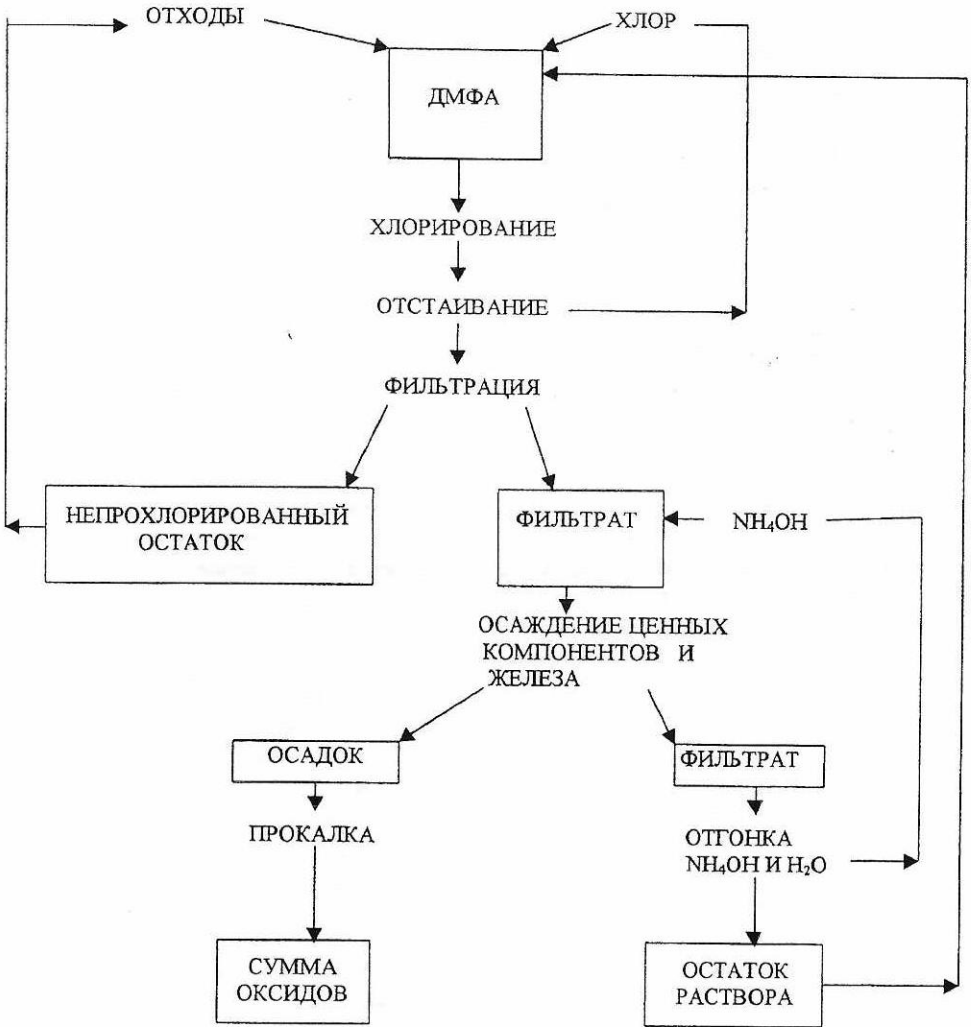 ОТХОДЫ
ХЛОР
ДМФА
ХЛОРИРОВАНИЕ
ОТСТАИВАНИЕ
ФИЛЬТРАЦИЯ
НЕПРОХЛОРИРОВАННЫЙ
ОСТАТОК
ФИЛЬТРАТ
NH₄OH
ОСАЖДЕНИЕ ЦЕННЫХ
КОМПОНЕНТОВ И
ЖЕЛЕЗА
ОСАДОК
ФИЛЬТРАТ
ПРОКАЛКА
ОТГОНКА
NH₄OH И H₂O
СУММА
ОКСИДОВ
ОСТАТОК
РАСТВОРА